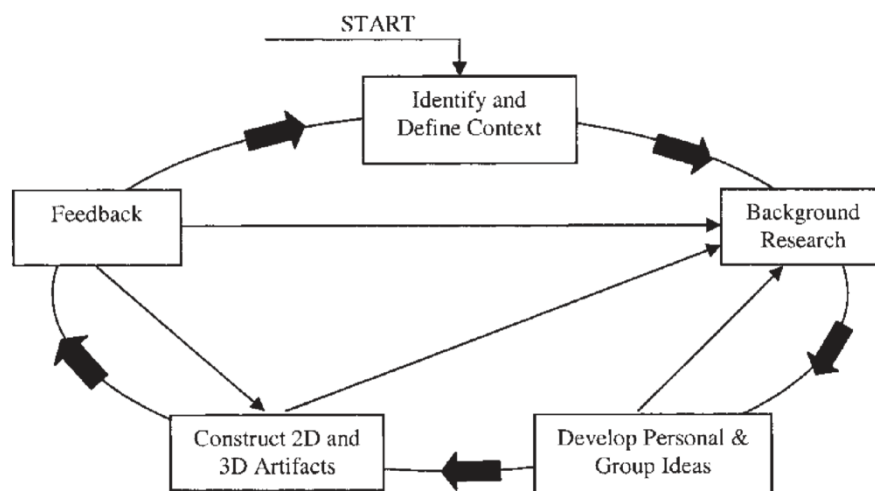 START
Identify and
Define Context
Feedback
Background
Research
Construct 2D and
3D Artifacts
Develop Personal &
Group Ideas